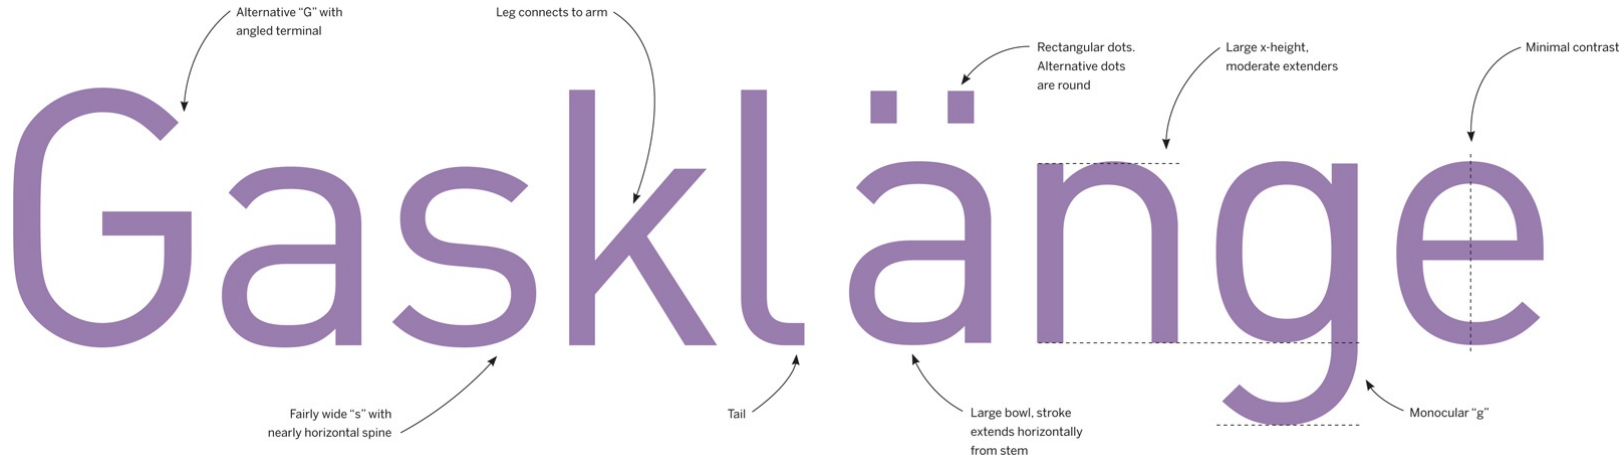 Alternative “G” with
angled terminal
Leg connects to arm
Rectangular dots.
Alternative dots
are round
Large x-height,
moderate extenders
Minimal contrast
Gasklänge
Fairly wide “s” with
nearly horizontal spine
Tail
Large bowl, stroke
extends horizontally
from stem
Monocular “g”